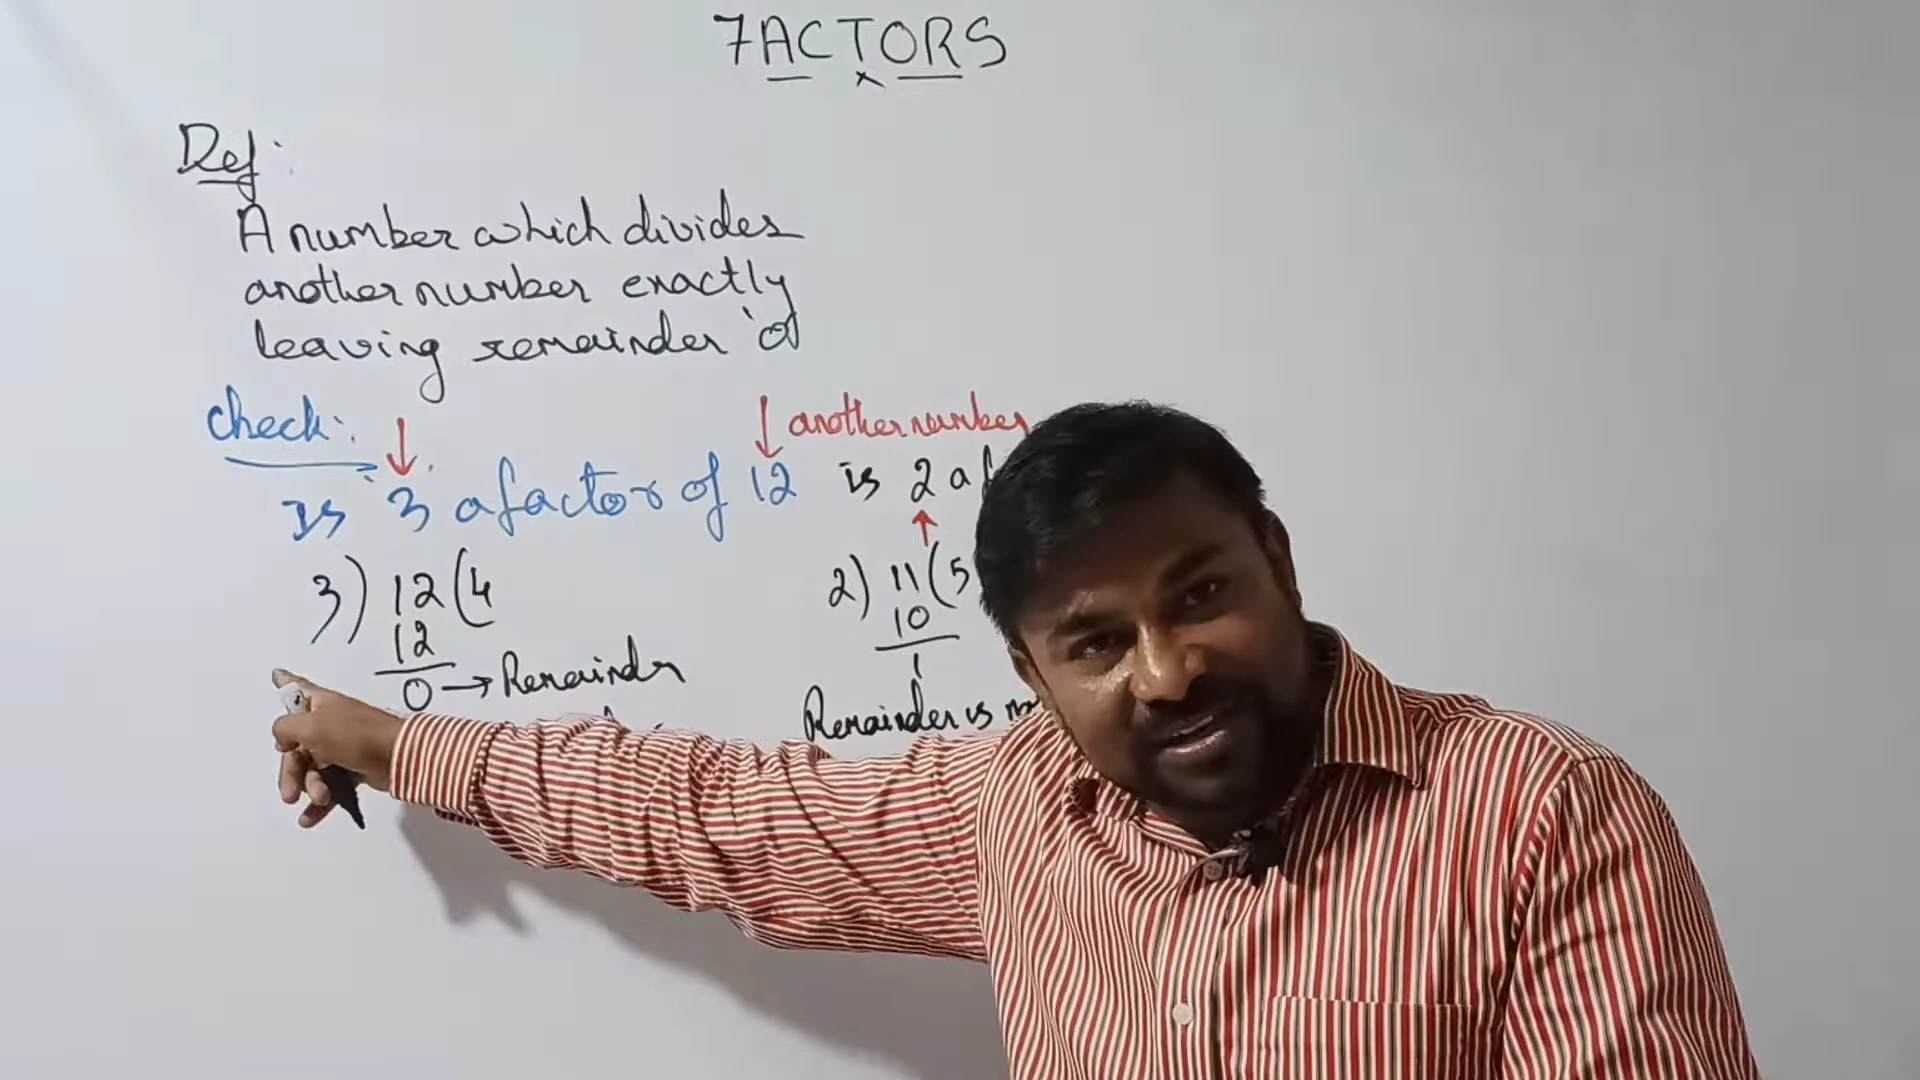 FACTORS
Def:
A number which divides
another number exactly
leaving remainder '0'
check:
another number
Is 3 a factor of 12
is 2 a f
3) 12 (4
12
0 → Remainder
2) 11 (5
10
1
Remainder is